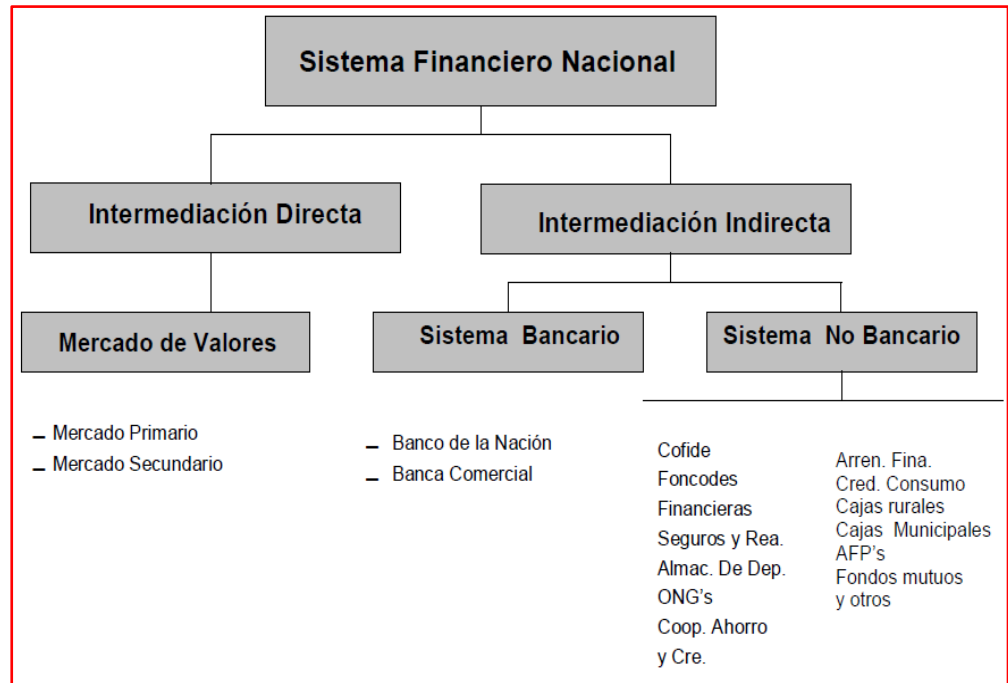 Sistema Financiero Nacional
Intermediación Directa
Intermediación Indirecta
Mercado de Valores
Sistema Bancario
Sistema No Bancario
– Mercado Primario
– Mercado Secundario
– Banco de la Nación
– Banca Comercial
Cofide
Foncodes
Financieras
Seguros y Rea.
Almac. De Dep.
ONG's
Coop. Ahorro
y Cre.
Arren. Fina.
Cred. Consumo
Cajas rurales
Cajas Municipales
AFP's
Fondos mutuos
y otros